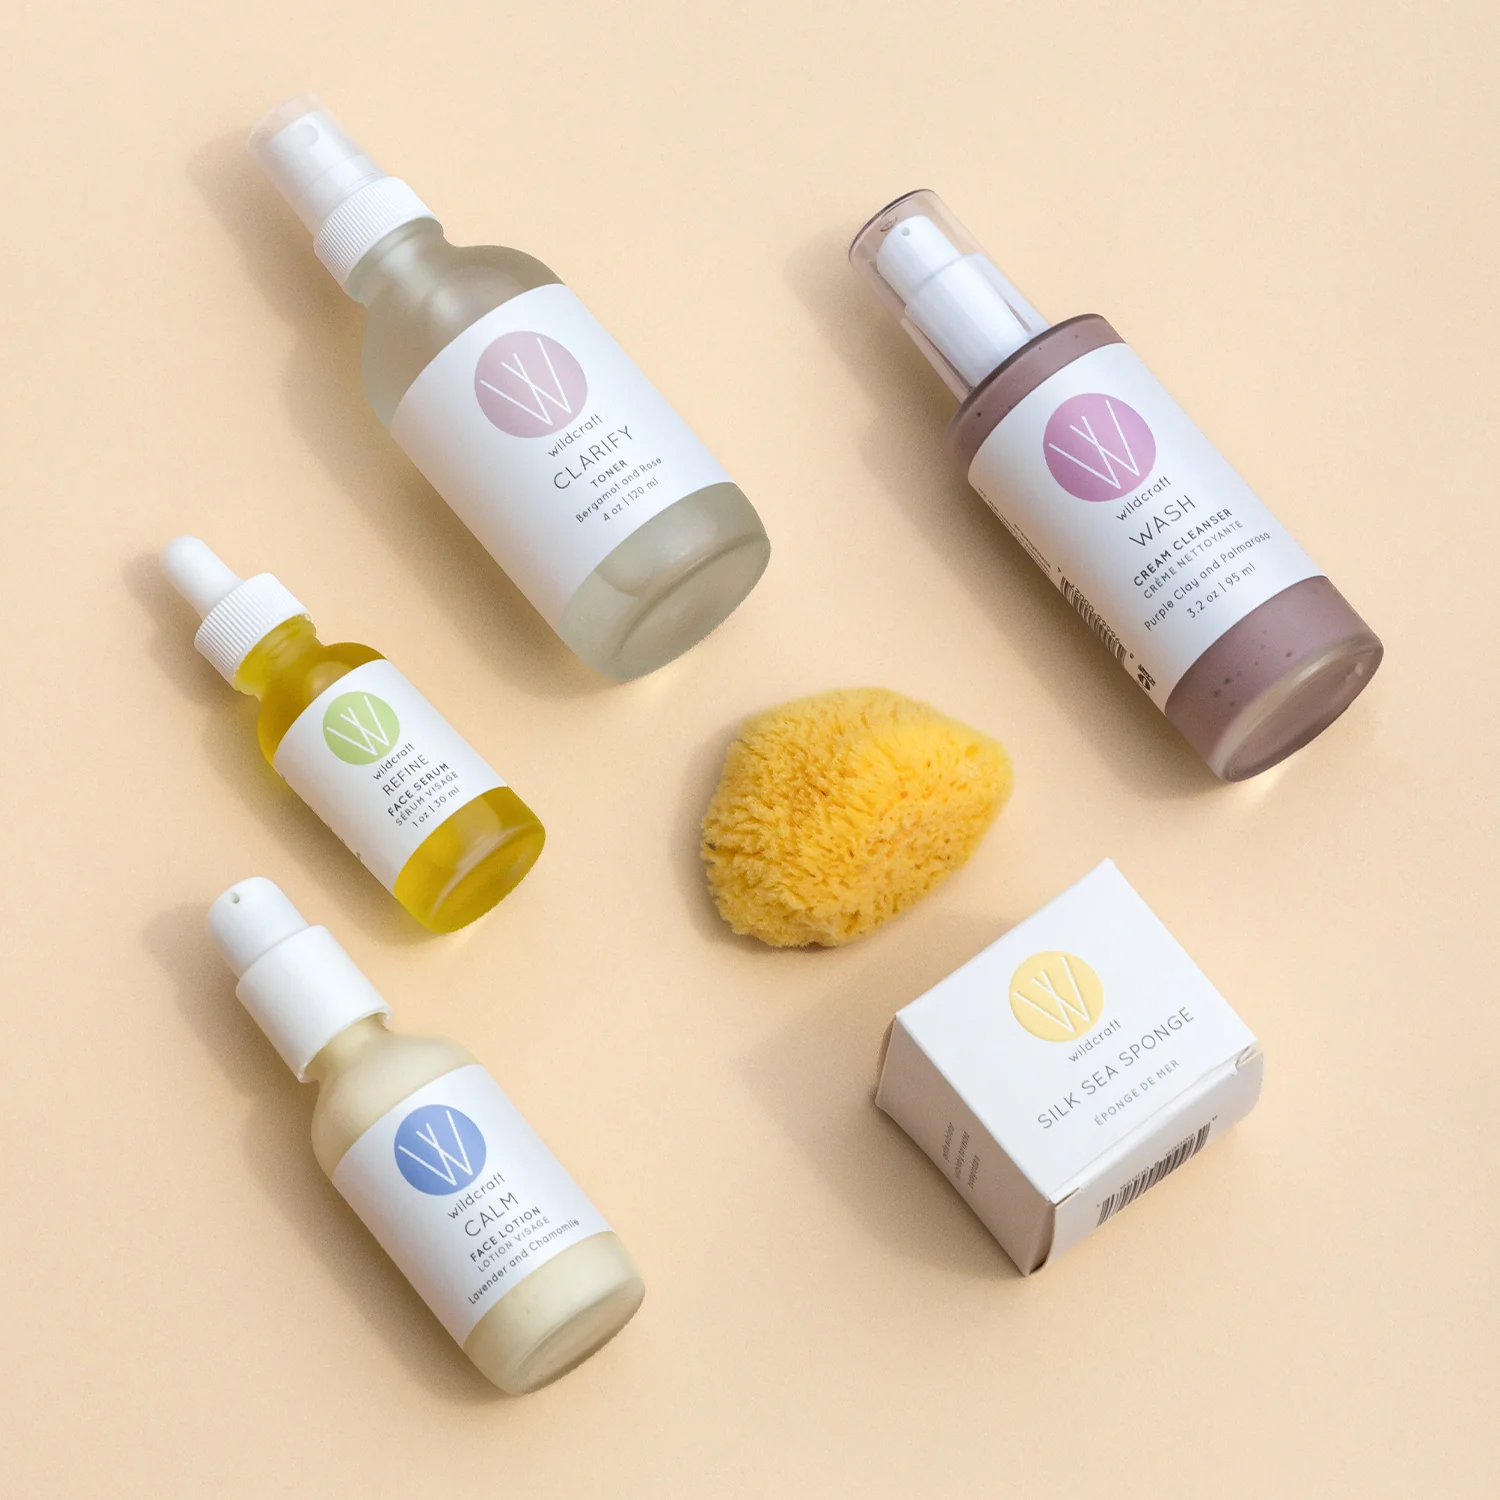 wildcraft
CLARIFY
TONER
Bergamot and Rose
4 oz | 120 ml
wildcraft
WASH
CREAM CLEANSER
CRÈME NETTOYANTE
Purple Clay and Palmarosa
3.2 oz | 95 ml
wildcraft
REFINE
FACE SERUM
SÉRUM VISAGE
1 oz | 30 ml
wildcraft
CALM
FACE LOTION
LOTION VISAGE
Lavender and Chamomile
wildcraft
SILK SEA SPONGE
ÉPONGE DE MER